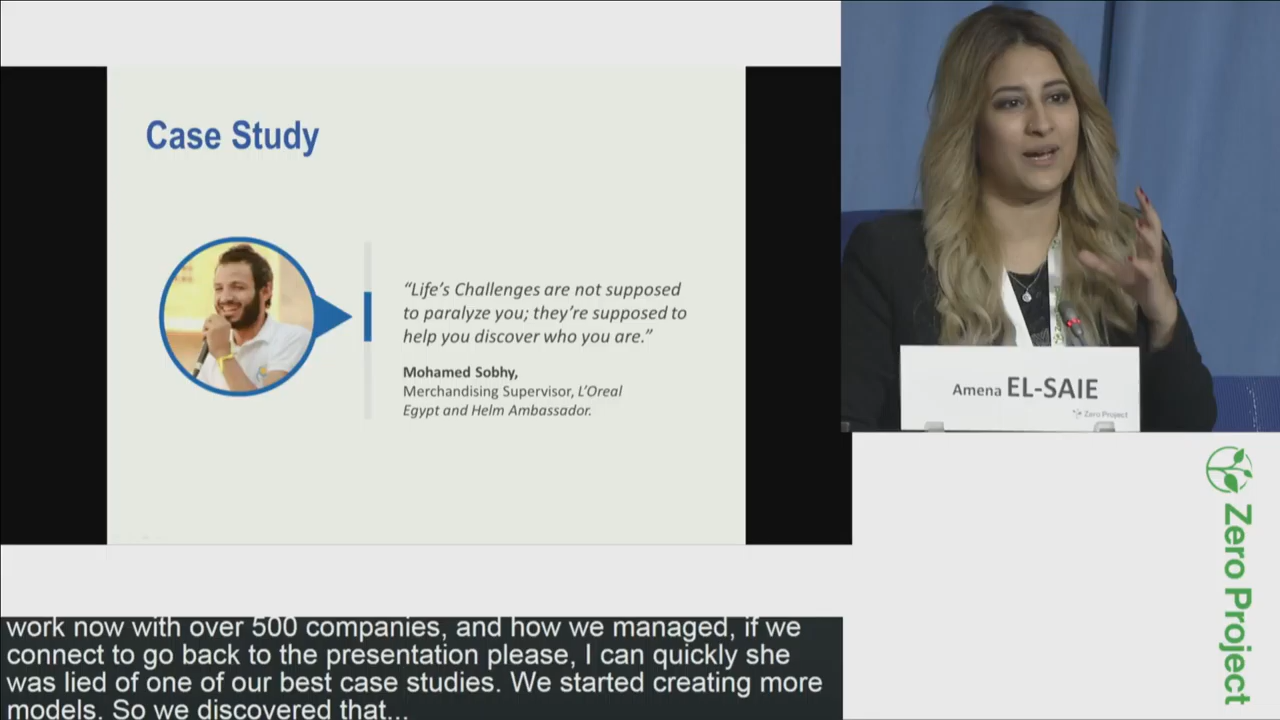 Case Study
“Life’s Challenges are not supposed
to paralyze you; they’re supposed to
help you discover who you are.”
Mohamed Sobhy,
Merchandising Supervisor, L’Oreal
Egypt and Helm Ambassador.
Amena EL-SAIE
Zero Project
Zero Project
work now with over 500 companies, and how we managed, if we
connect to go back to the presentation please, I can quickly she
was lied of one of our best case studies. We started creating more
models. So we discovered that...